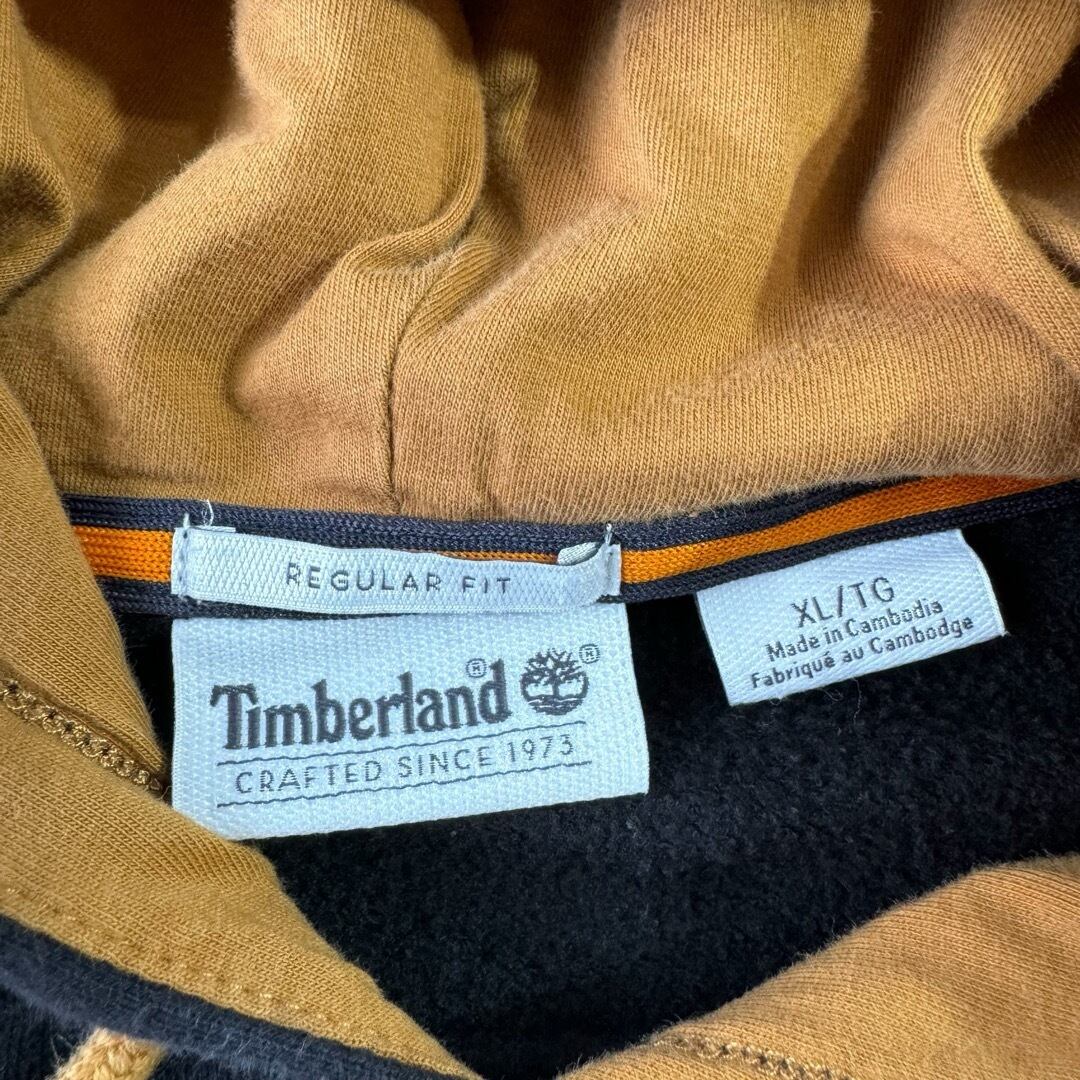 REGULAR FIT
Timberland®
®
CRAFTED SINCE 1973
XL/TG
Made in Cambodia
Fabriqué au Cambodge